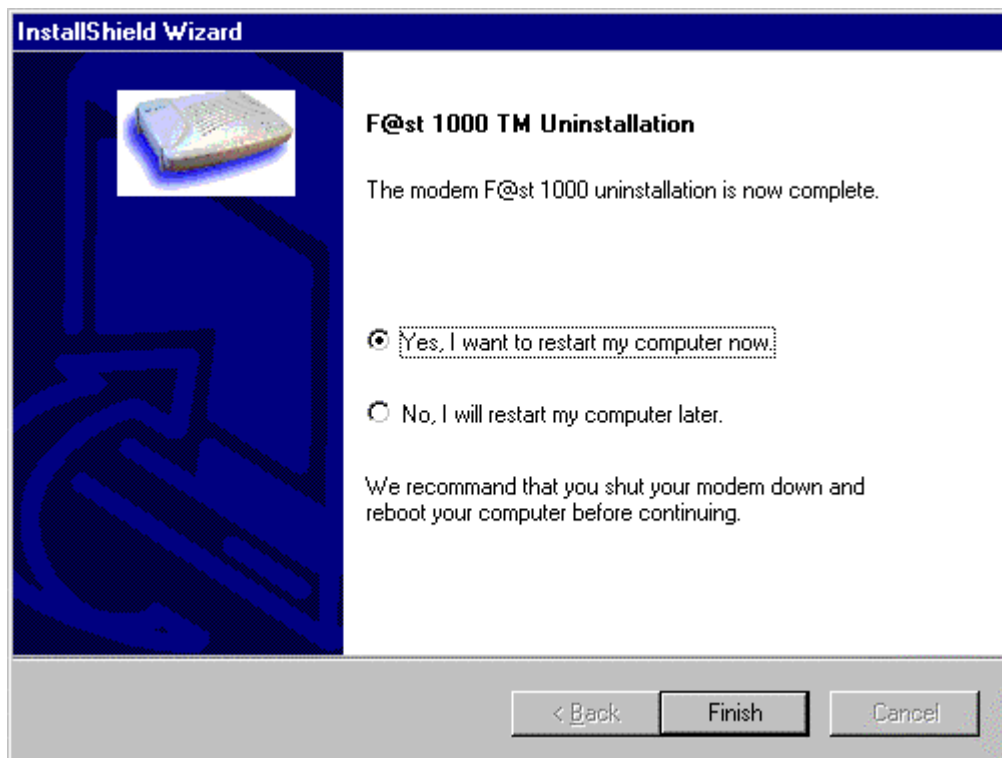 InstallShield Wizard
F@st 1000 TM Uninstallation
The modem F@st 1000 uninstallation is now complete.
Yes, I want to restart my computer now.
No, I will restart my computer later.
We recommand that you shut your modem down and
reboot your computer before continuing.
< Back
Finish
Cancel